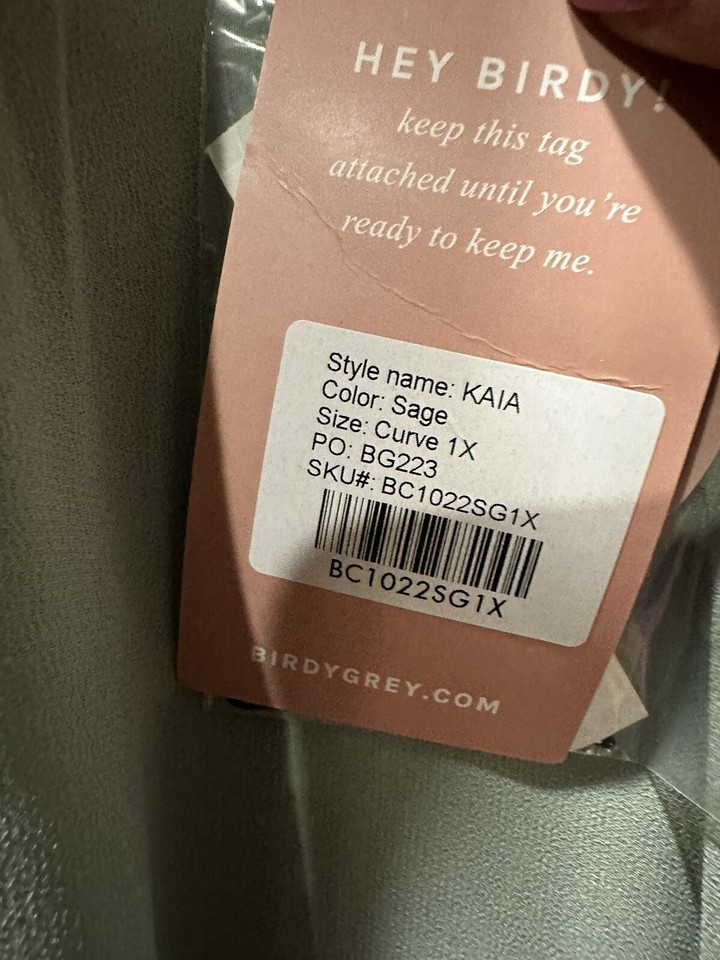 HEY BIRDY!
keep this tag
attached until you're
ready to keep me.
Style name: KAIA
Color: Sage
Size: Curve 1X
PO: BG223
SKU#: BC1022SG1X
BC1022SG1X
BIRDYGREY.COM